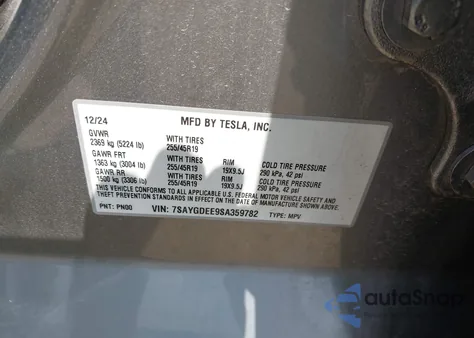 12/24 MFD BY TESLA, INC.
GVWR
2369 kg (5224 lb) WITH TIRES 255/45R19
GAWR FRT WITH TIRES RIM COLD TIRE PRESSURE
1363 kg (3004 lb) 255/45R19 19X9.5J 290 kPa, 42 psi
GAWR RR WITH TIRES RIM COLD TIRE PRESSURE
1500 kg (3306 lb) 255/45R19 19X9.5J 290 kPa, 42 psi
THIS VEHICLE CONFORMS TO ALL APPLICABLE U.S. FEDERAL MOTOR VEHICLE SAFETY AND
THEFT PREVENTION STANDARDS IN EFFECT ON THE DATE OF MANUFACTURE SHOWN ABOVE.
PNT: PN00 VIN: 7SAYGDEE9SA359782 TYPE: MPV
autoSnap